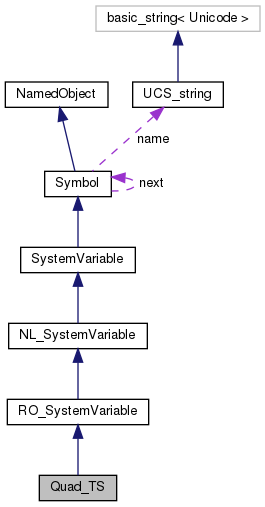 basic_string< Unicode >
NamedObject
UCS_string
name
Symbol
next
SystemVariable
NL_SystemVariable
RO_SystemVariable
Quad_TS